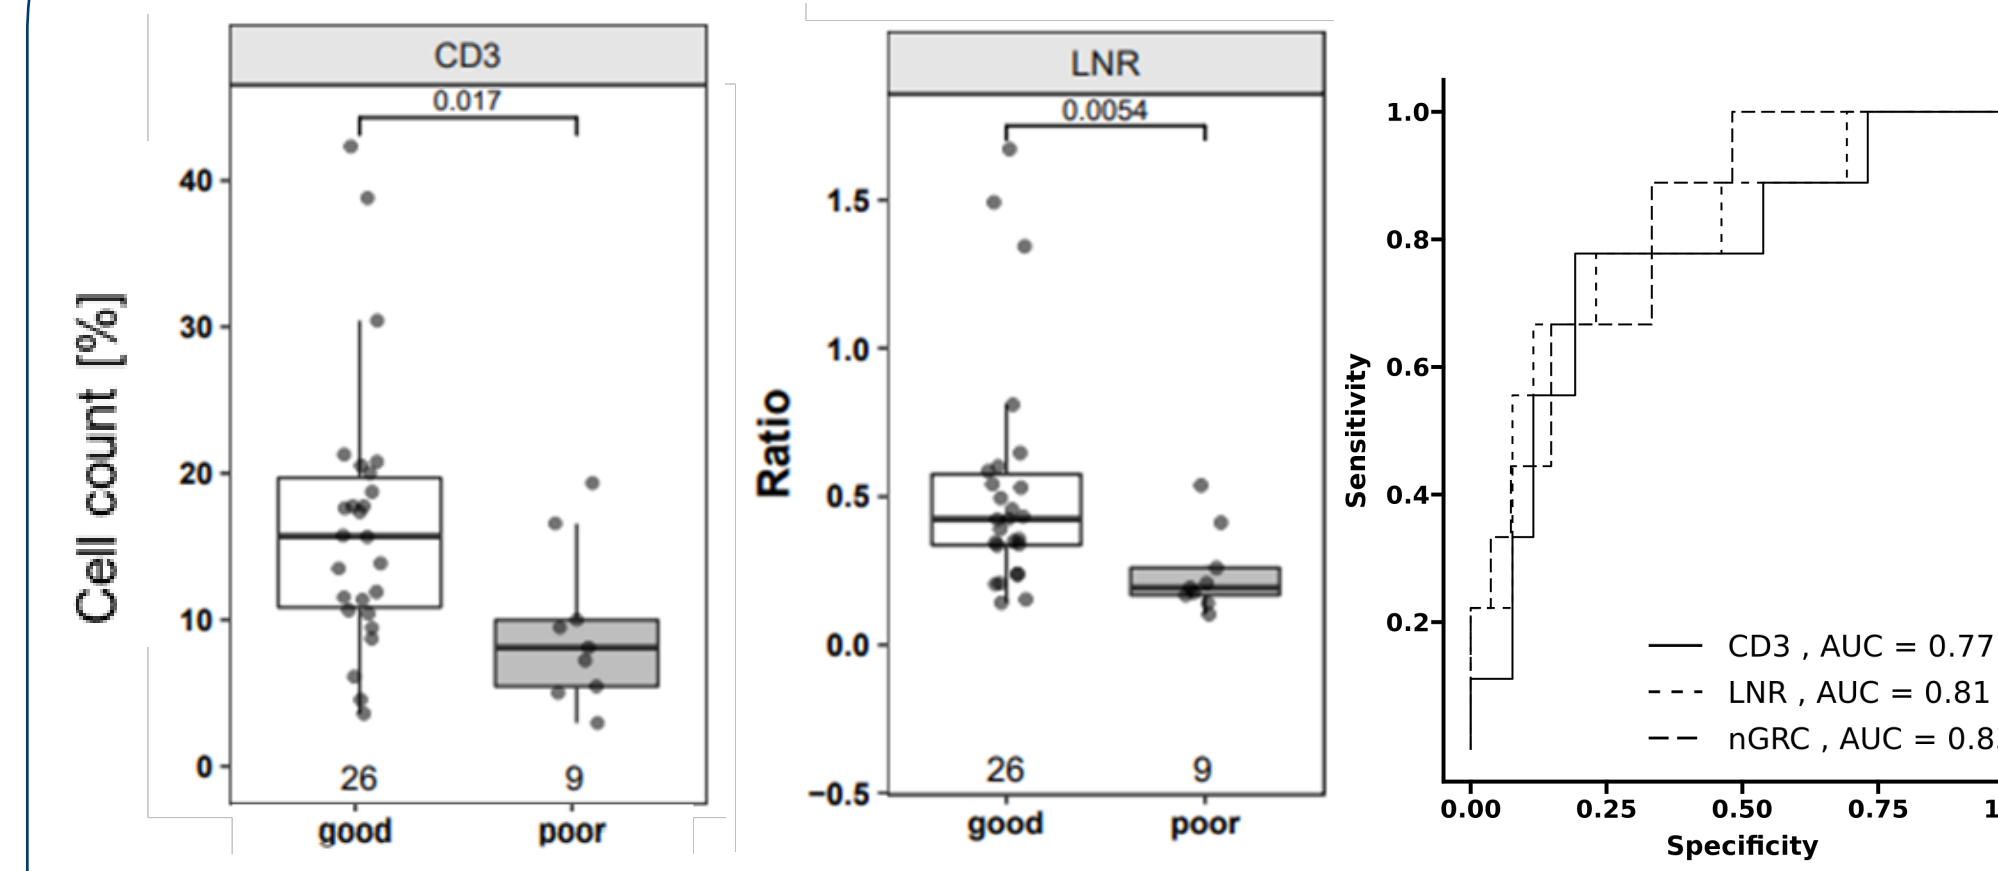 CD3
0.017
Cell count [%]
40
30
20
10
0
26
9
good
poor
LNR
0.0054
Ratio
1.5
1.0
0.5
0.0
−0.5
26
9
good
poor
Sensitivity
1.0
0.8
0.6
0.4
0.2
CD3 , AUC = 0.77
LNR , AUC = 0.81
nGRC , AUC =
0.00
0.25
0.50
0.75
Specificity